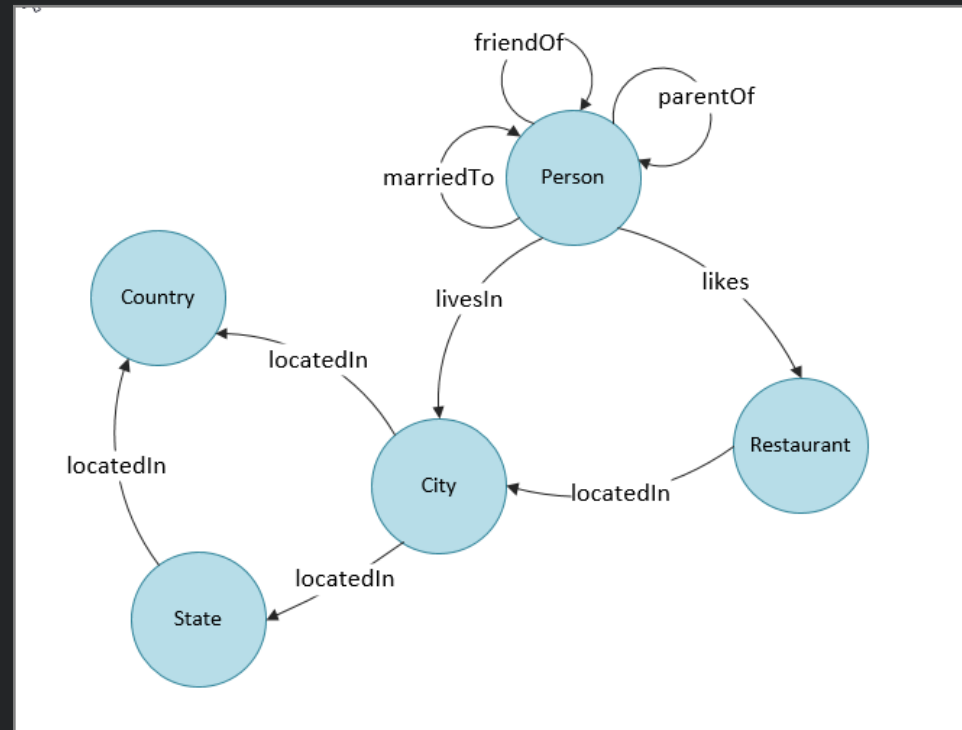 friendOf
parentOf
marriedTo
Person
livesIn
likes
Country
locatedIn
locatedIn
Restaurant
City
locatedIn
locatedIn
State